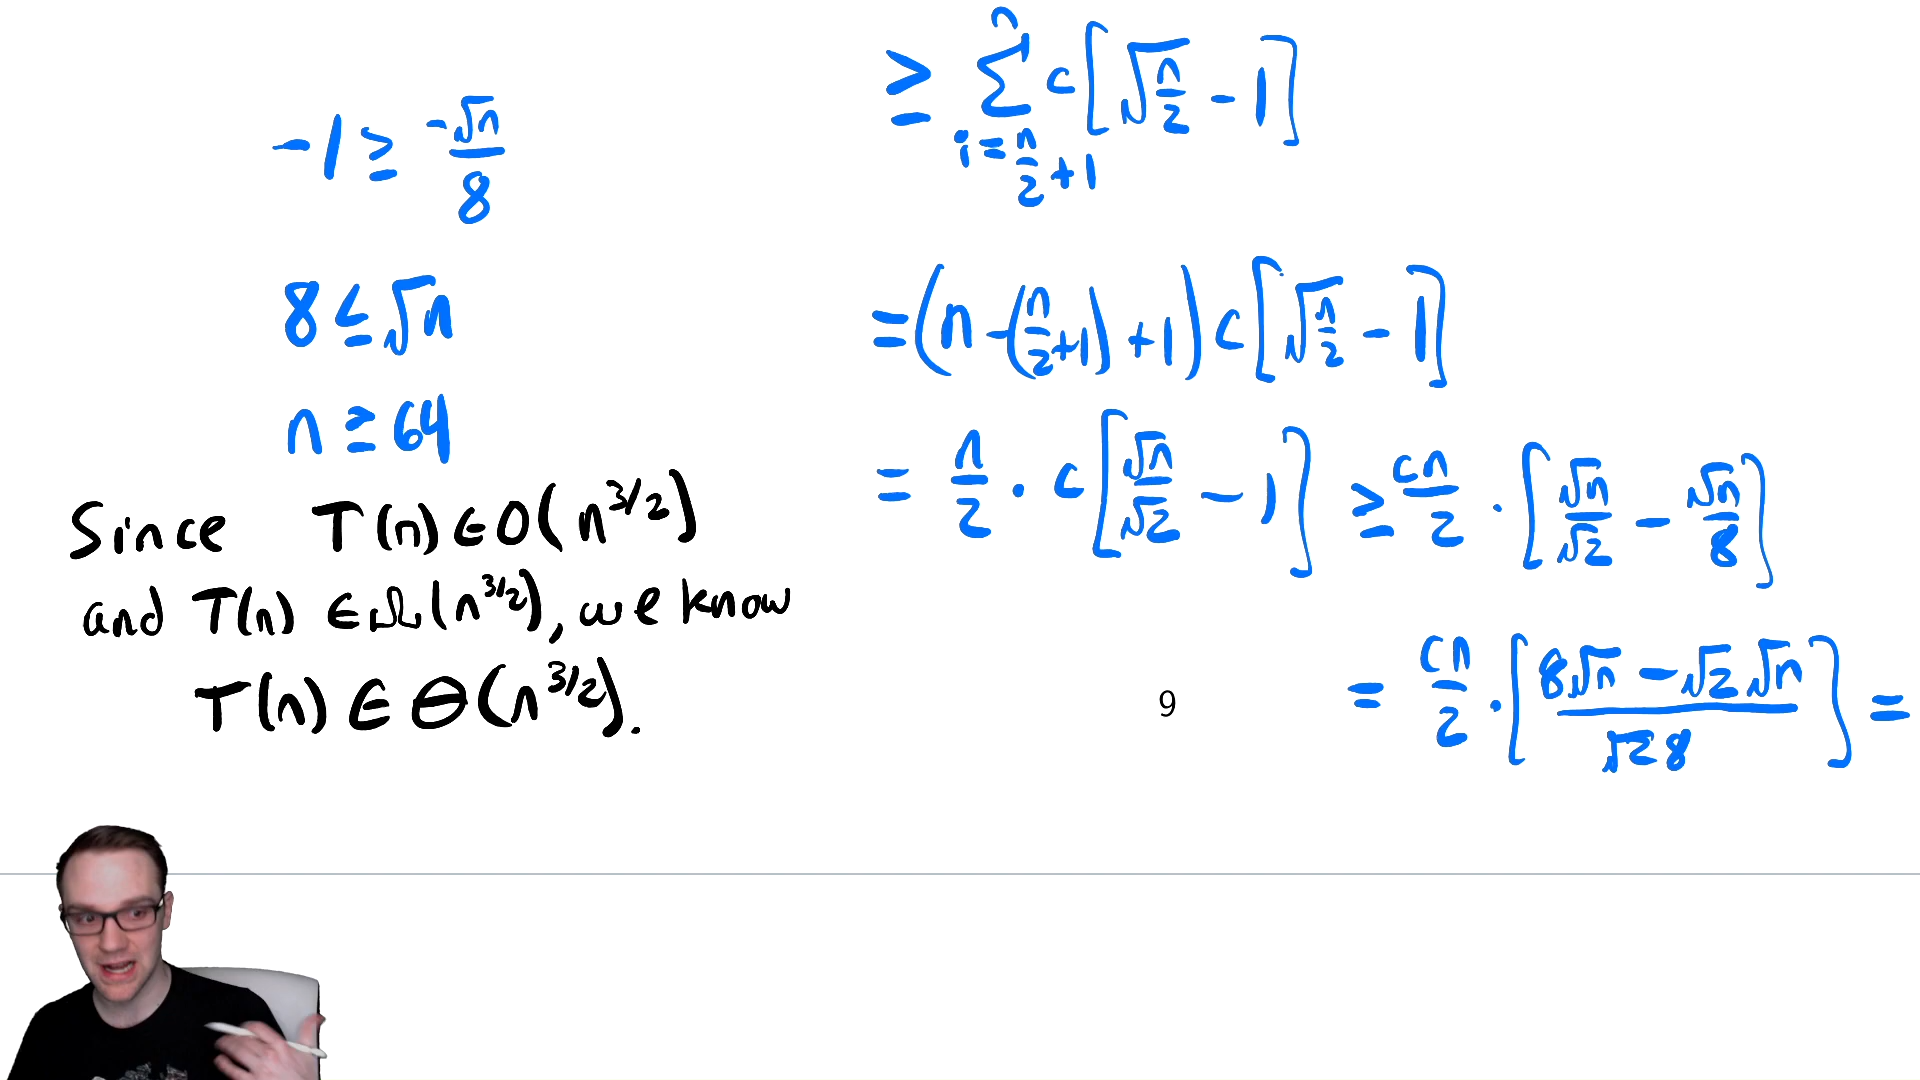 -1 ≥ -√n/8
8 ≤ √n
n ≥ 64
Since T(n) ∈ O(n^3/2)
and T(n) ∈ Ω(n^3/2), we know
T(n) ∈ Θ(n^3/2).
≥ Σ_{i=n/2+1}^{n} c[√(n/2) - 1]
= (n - (n/2+1) + 1) c[√(n/2) - 1]
= n/2 · c[√n/√2 - 1] ≥ cn/2 · [√n/√2 - √n/8]
= cn/2 · [(8√n - √2 √n)/(√2 8)] =
9